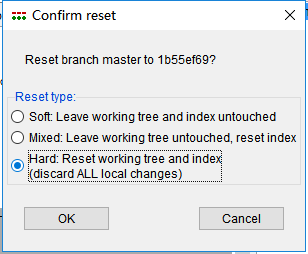 Confirm reset
Reset branch master to 1b55ef69?
Reset type:
Soft: Leave working tree and index untouched
Mixed: Leave working tree untouched, reset index
Hard: Reset working tree and index
(discard ALL local changes)
OK
Cancel